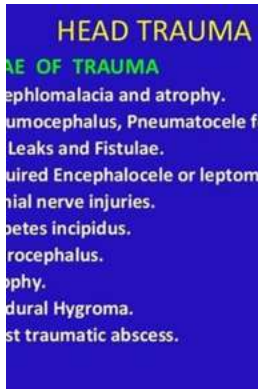 HEAD TRAUMA
AE OF TRAUMA
ephlomalacia and atrophy.
umocephalus, Pneumatocele f
Leaks and Fistulae.
uired Encephalocele or leptom
nial nerve injuries.
betes incipidus.
rocephalus.
ophy.
dural Hygroma.
st traumatic abscess.